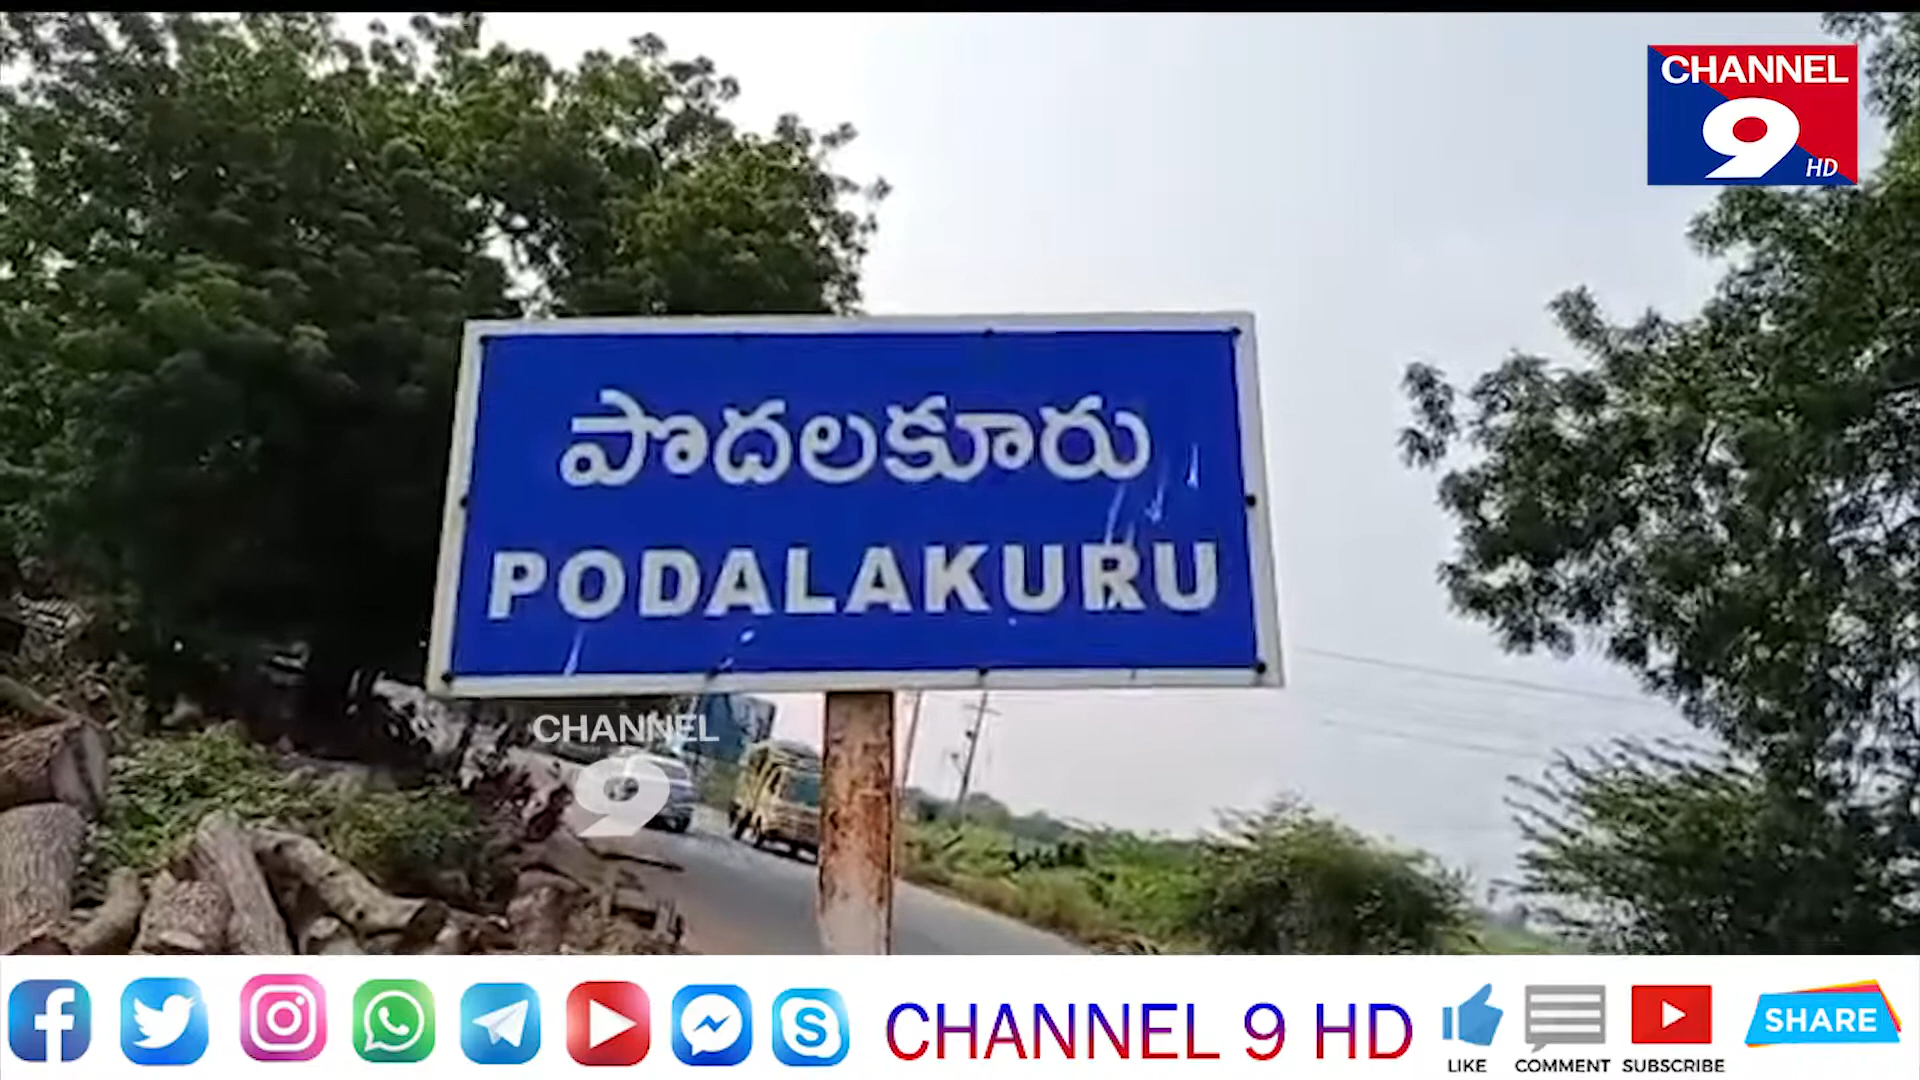 CHANNEL
9
HD
పొదలకూరు
PODALAKURU
CHANNEL
9
CHANNEL 9 HD
LIKE
COMMENT
SUBSCRIBE
SHARE